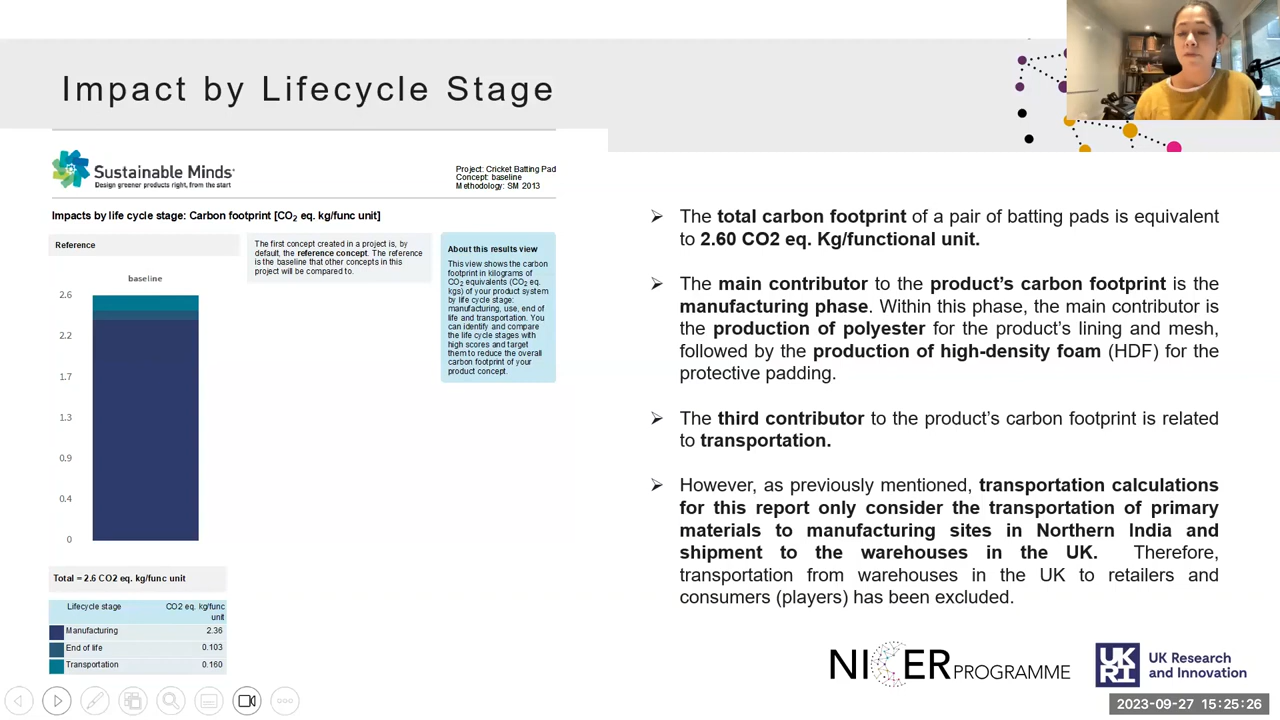 Impact by Lifecycle Stage
Sustainable Minds®
Design greener products right, from the start
Project: Cricket Batting Pad
Concept: baseline
Methodology: SM 2013
Impacts by life cycle stage: Carbon footprint [CO2 eq. kg/func unit]
Reference
The first concept created in a project is, by
default, the reference concept. The reference
is the baseline that other concepts in this
project will be compared to.
About this results view
This view shows the carbon
footprint in kilograms of
CO2 equivalents (CO2 eq.
kgs) of your product system
by life cycle stage:
manufacturing, use, end of
life and transportation. You
can identify and compare
the life cycle stages with
high scores and target
them to reduce the overall
carbon footprint of your
product concept.
baseline
2.6
2.2
1.7
1.3
0.9
0.4
0
Total = 2.6 CO2 eq. kg/func unit
Lifecycle stage CO2 eq. kg/func
unit
Manufacturing 2.36
End of life 0.103
Transportation 0.160
➢ The total carbon footprint of a pair of batting pads is equivalent
to 2.60 CO2 eq. Kg/functional unit.
➢ The main contributor to the product’s carbon footprint is the
manufacturing phase. Within this phase, the main contributor is
the production of polyester for the product’s lining and mesh,
followed by the production of high-density foam (HDF) for the
protective padding.
➢ The third contributor to the product’s carbon footprint is related
to transportation.
➢ However, as previously mentioned, transportation calculations
for this report only consider the transportation of primary
materials to manufacturing sites in Northern India and
shipment to the warehouses in the UK. Therefore,
transportation from warehouses in the UK to retailers and
consumers (players) has been excluded.
NICER PROGRAMME
UKRI
UK Research
and Innovation
2023-09-27 15:25:26